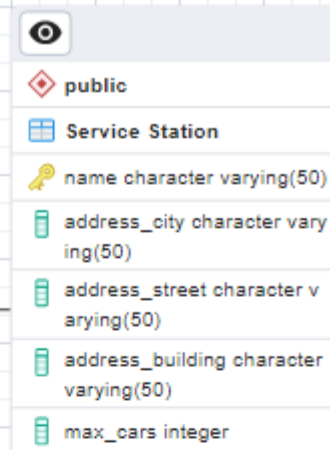 public
Service Station
name character varying(50)
address_city character vary
ing(50)
address_street character v
arying(50)
address_building character
varying(50)
max_cars integer